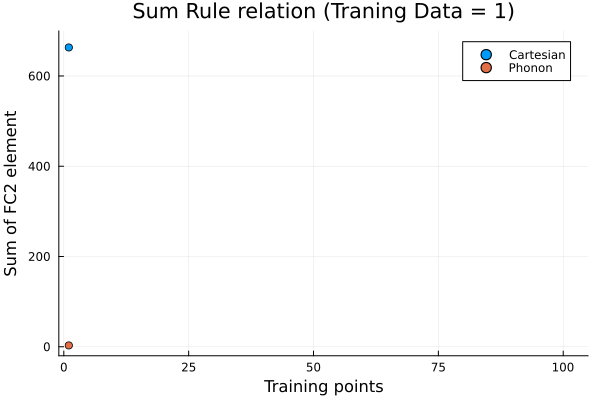 Sum Rule relation (Traning Data = 1)
Cartesian
Phonon
600
400
200
0
Sum of FC2 element
0 25 50 75 100
Training points